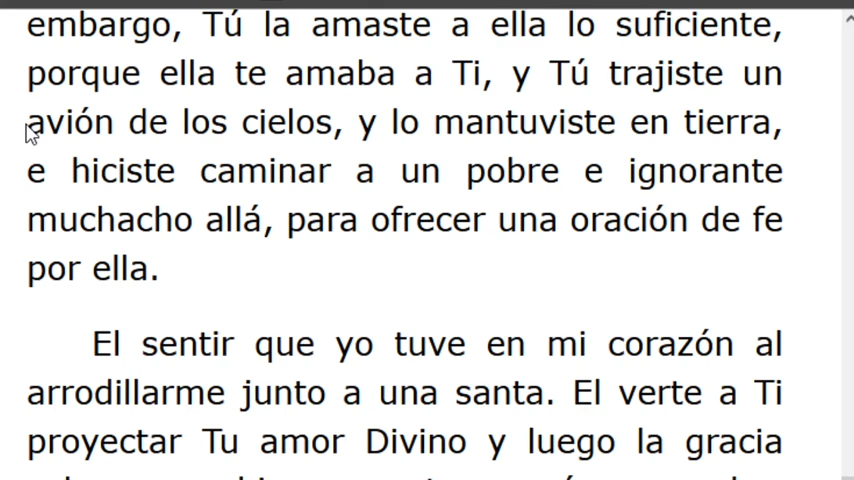 embargo, Tú la amaste a ella lo suficiente,
porque ella te amaba a Ti, y Tú trajiste un
avión de los cielos, y lo mantuviste en tierra,
e hiciste caminar a un pobre e ignorante
muchacho allá, para ofrecer una oración de fe
por ella.
El sentir que yo tuve en mi corazón al
arrodillarme junto a una santa. El verte a Ti
proyectar Tu amor Divino y luego la gracia